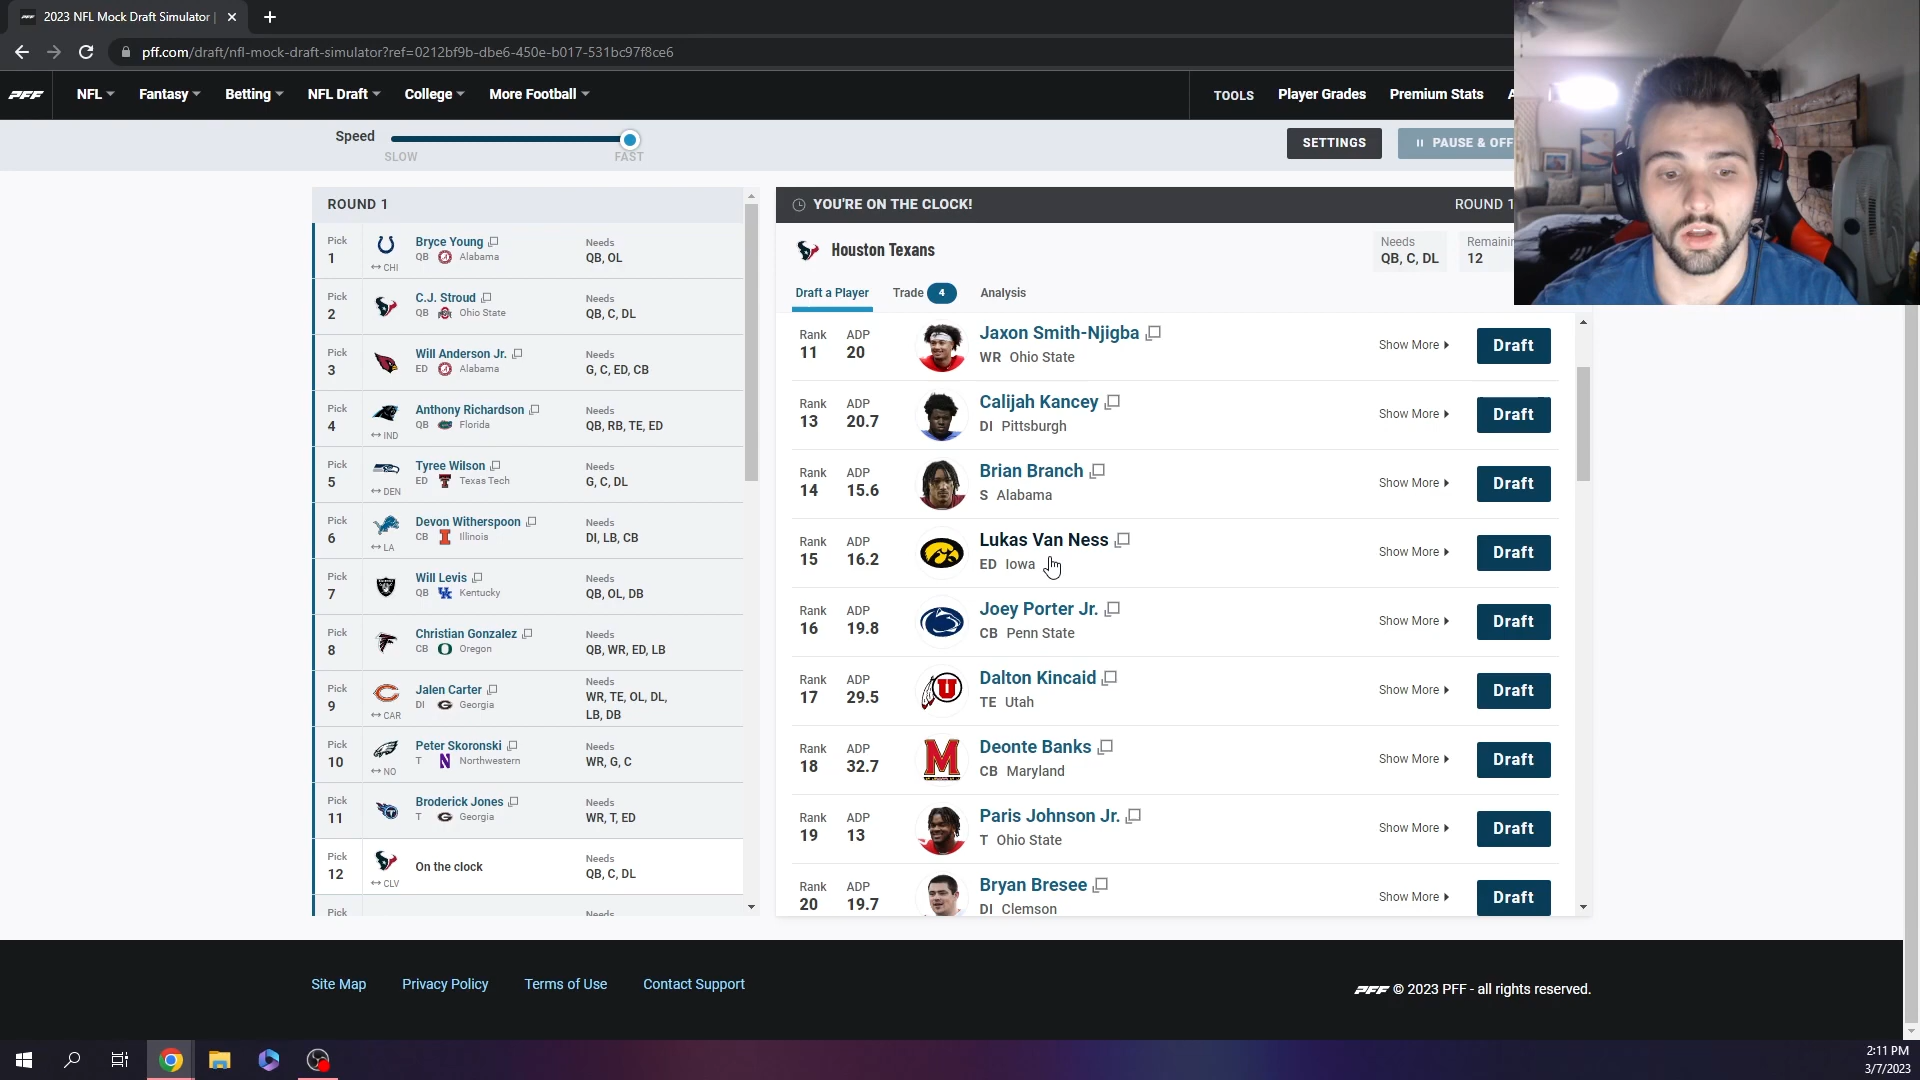 2023 NFL Mock Draft Simulator |
pff.com/draft/nfl-mock-draft-simulator?ref=0212bf9b-dbe6-450e-b017-531bc97f8ce6
PFF NFL Fantasy Betting NFL Draft College More Football TOOLS Player Grades Premium Stats A
Speed SLOW FAST SETTINGS PAUSE & OFF
ROUND 1
Pick 1 CHI Bryce Young QB Alabama Needs QB, OL
Pick 2 C.J. Stroud QB Ohio State Needs QB, C, DL
Pick 3 Will Anderson Jr. ED Alabama Needs G, C, ED, CB
Pick 4 IND Anthony Richardson QB Florida Needs QB, RB, TE, ED
Pick 5 DEN Tyree Wilson ED Texas Tech Needs G, C, DL
Pick 6 LA Devon Witherspoon CB Illinois Needs DI, LB, CB
Pick 7 Will Levis QB Kentucky Needs QB, OL, DB
Pick 8 Christian Gonzalez CB Oregon Needs QB, WR, ED, LB
Pick 9 CAR Jalen Carter DI Georgia Needs WR, TE, OL, DL, LB, DB
Pick 10 NO Peter Skoronski T Northwestern Needs WR, G, C
Pick 11 Broderick Jones T Georgia Needs WR, T, ED
Pick 12 CLV On the clock Needs QB, C, DL
Pick Needs
YOU'RE ON THE CLOCK! ROUND 1
Houston Texans Needs QB, C, DL Remainin 12
Draft a Player Trade 4 Analysis
Rank 11 ADP 20 Jaxon Smith-Njigba WR Ohio State Show More Draft
Rank 13 ADP 20.7 Calijah Kancey DI Pittsburgh Show More Draft
Rank 14 ADP 15.6 Brian Branch S Alabama Show More Draft
Rank 15 ADP 16.2 Lukas Van Ness ED Iowa Show More Draft
Rank 16 ADP 19.8 Joey Porter Jr. CB Penn State Show More Draft
Rank 17 ADP 29.5 Dalton Kincaid TE Utah Show More Draft
Rank 18 ADP 32.7 Deonte Banks CB Maryland Show More Draft
Rank 19 ADP 13 Paris Johnson Jr. T Ohio State Show More Draft
Rank 20 ADP 19.7 Bryan Bresee DI Clemson Show More Draft
Site Map Privacy Policy Terms of Use Contact Support PFF © 2023 PFF - all rights reserved.
2:11 PM
3/7/2023